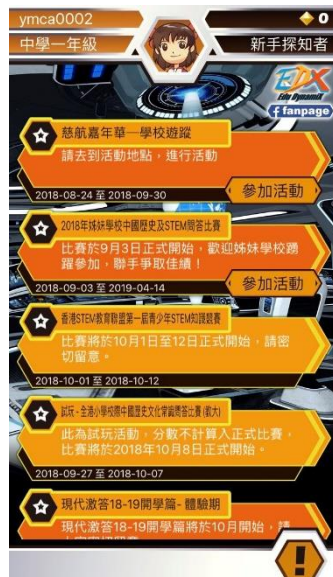 ymca0002
0
中學一年級
新手探知者
EDX
Edu DynamiX
f fanpage
慈航嘉年華—學校遊蹤
請去到活動地點，進行活動
2018-08-24 至 2018-09-30
參加活動
2018年姊妹學校中國歷史及STEM問答比賽
比賽於9月3日正式開始，歡迎姊妹學校踴
躍參加，聯手爭取佳績！
2018-09-03 至 2019-04-14
參加活動
香港STEM教育聯盟第一屆青少年STEM知識競賽
比賽將於10月1日至12日正式開始，請密
切留意。
2018-10-01 至 2018-10-12
試玩 - 全港小學校際中國歷史文化常識問答比賽(教大)
此為試玩活動，分數不計算入正式比賽，
比賽將於2018年10月8日正式開始。
2018-09-27 至 2018-10-07
現代激答18-19開學篇- 體驗期
現代激答18-19開學篇將於10月開始，請